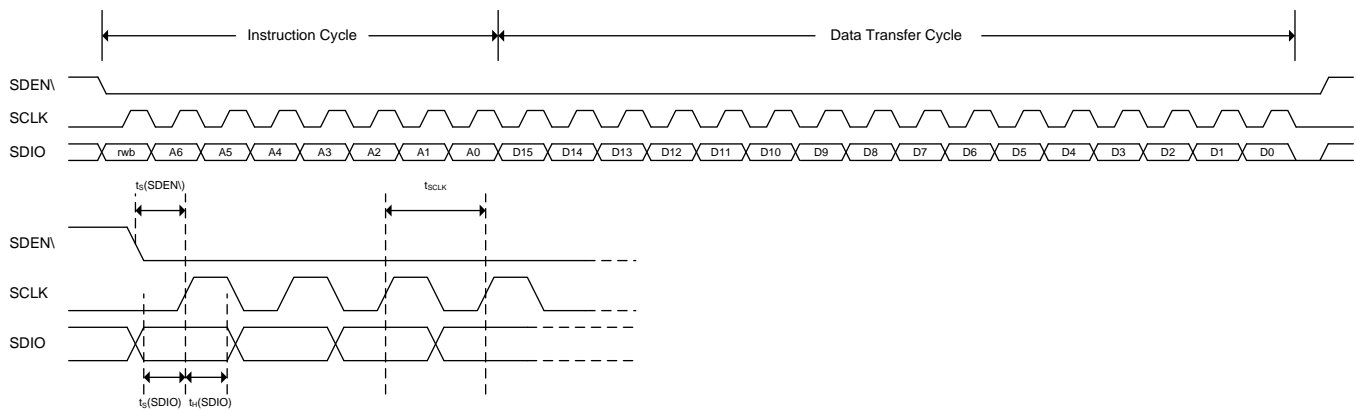 Instruction Cycle
Data Transfer Cycle
SDEN\
SCLK
SDIO
rwb A6 A5 A4 A3 A2 A1 A0 D15 D14 D13 D12 D11 D10 D9 D8 D7 D6 D5 D4 D3 D2 D1 D0
tS(SDEN\)
tSCLK
SDEN\
SCLK
SDIO
tS(SDIO)
tH(SDIO)